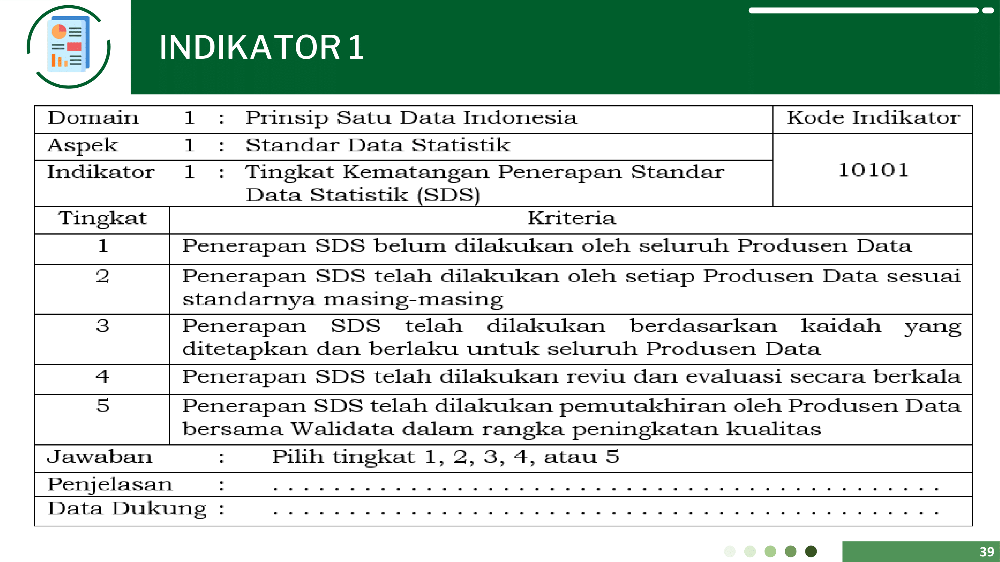 INDIKATOR 1
Domain 1 : Prinsip Satu Data Indonesia Kode Indikator
Aspek 1 : Standar Data Statistik
10101
Indikator 1 : Tingkat Kematangan Penerapan Standar
Data Statistik (SDS)
Tingkat Kriteria
1 Penerapan SDS belum dilakukan oleh seluruh Produsen Data
2 Penerapan SDS telah dilakukan oleh setiap Produsen Data sesuai
standarnya masing-masing
3 Penerapan SDS telah dilakukan berdasarkan kaidah yang
ditetapkan dan berlaku untuk seluruh Produsen Data
4 Penerapan SDS telah dilakukan reviu dan evaluasi secara berkala
5 Penerapan SDS telah dilakukan pemutakhiran oleh Produsen Data
bersama Walidata dalam rangka peningkatan kualitas
Jawaban : Pilih tingkat 1, 2, 3, 4, atau 5
Penjelasan : . . . . . . . . . . . . . . . . . . . . . . . . . . . . . . . . . . . . . . . . . . . .
Data Dukung : . . . . . . . . . . . . . . . . . . . . . . . . . . . . . . . . . . . . . . . . . . . .
39